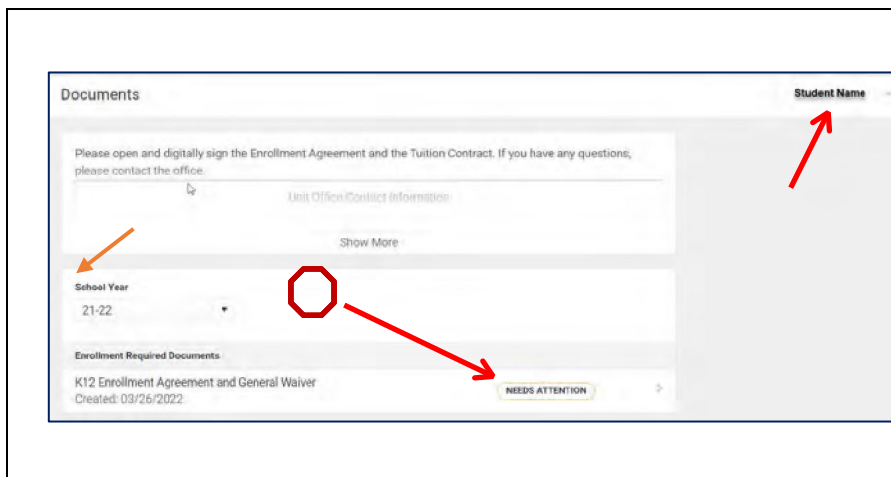 Documents
Student Name
Please open and digitally sign the Enrollment Agreement and the Tuition Contract. If you have any questions,
please contact the office.
Unit Office Contact Information
Show More
School Year
21-22
Enrollment Required Documents
K12 Enrollment Agreement and General Waiver
NEEDS ATTENTION
Created: 03/26/2022